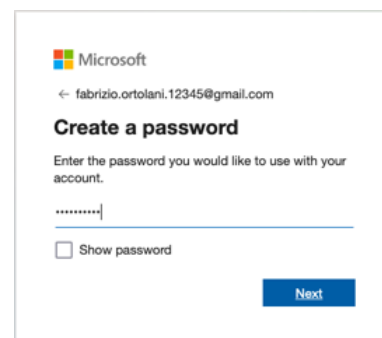 Microsoft
← fabrizio.ortolani.12345@gmail.com
Create a password
Enter the password you would like to use with your
account.
••••••••••
Show password
Next